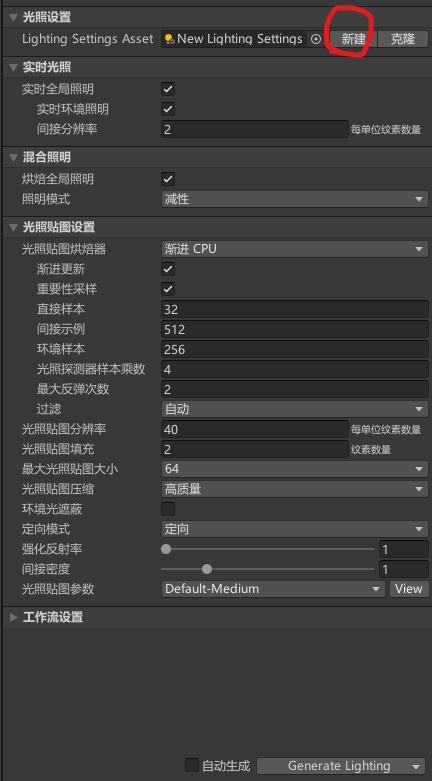 光照设置
Lighting Settings Asset New Lighting Settings 新建 克隆
实时光照
实时全局照明
实时环境照明
间接分辨率 2 每单位纹素数量
混合照明
烘焙全局照明
照明模式 减性
光照贴图设置
光照贴图烘焙器 渐进 CPU
渐进更新
重要性采样
直接样本 32
间接示例 512
环境样本 256
光照探测器样本乘数 4
最大反弹次数 2
过滤 自动
光照贴图分辨率 40 每单位纹素数量
光照贴图填充 2 纹素数量
最大光照贴图大小 64
光照贴图压缩 高质量
环境光遮蔽
定向模式 定向
强化反射率 1
间接密度 1
光照贴图参数 Default-Medium View
工作流设置
自动生成 Generate Lighting